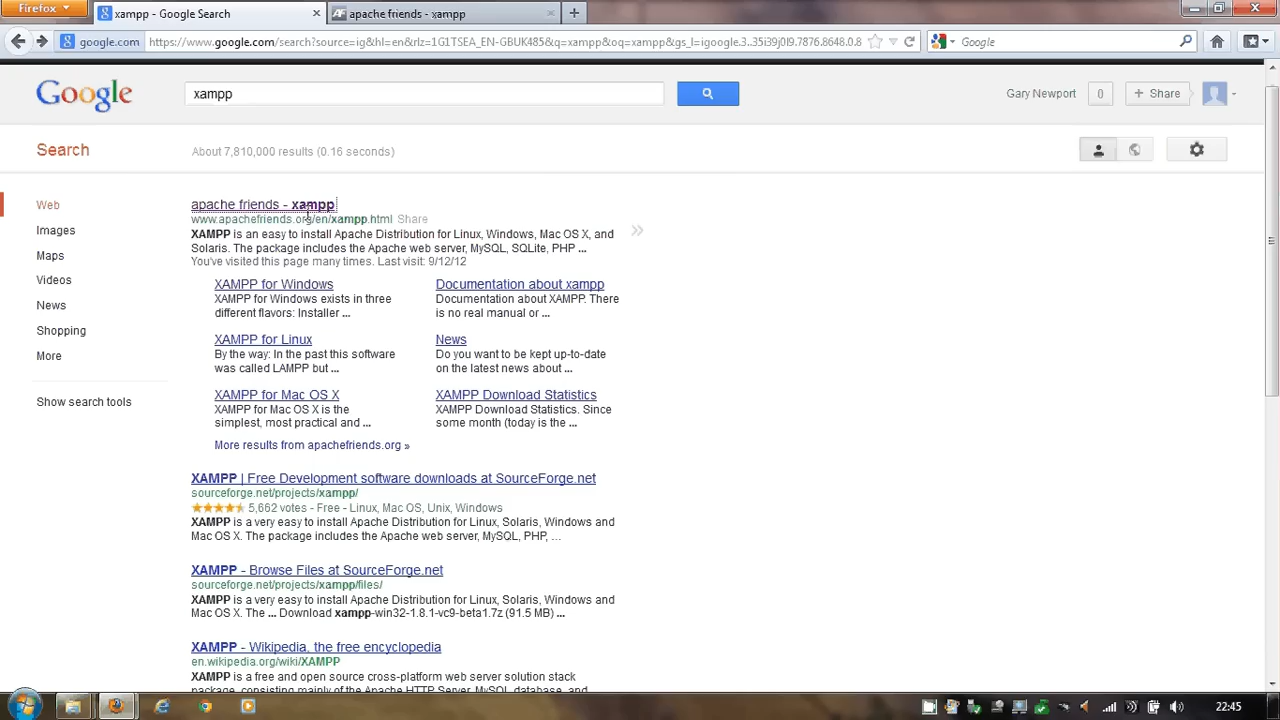 Firefox
xampp - Google Search
apache friends - xampp
google.com
https://www.google.com/search?source=ig&hl=en&rlz=1G1TSEA_EN-GBUK485&q=xampp&oq=xampp&gs_l=igoogle.3..35i39j0l9.7876.8648.0.8
Google
Google
xampp
Gary Newport
0
+ Share
Search
About 7,810,000 results (0.16 seconds)
Web
Images
Maps
Videos
News
Shopping
More
Show search tools
apache friends - xampp
www.apachefriends.org/en/xampp.html Share
XAMPP is an easy to install Apache Distribution for Linux, Windows, Mac OS X, and
Solaris. The package includes the Apache web server, MySQL, SQLite, PHP ...
You've visited this page many times. Last visit: 9/12/12
XAMPP for Windows
XAMPP for Windows exists in three
different flavors: Installer ...
Documentation about xampp
Documentation about XAMPP. There
is no real manual or ...
XAMPP for Linux
By the way: In the past this software
was called LAMPP but ...
News
Do you want to be kept up-to-date
on the latest news about ...
XAMPP for Mac OS X
XAMPP for Mac OS X is the
simplest, most practical and ...
XAMPP Download Statistics
XAMPP Download Statistics. Since
some month (today is the ...
More results from apachefriends.org »
XAMPP | Free Development software downloads at SourceForge.net
sourceforge.net/projects/xampp/
5,662 votes - Free - Linux, Mac OS, Unix, Windows
XAMPP is a very easy to install Apache Distribution for Linux, Solaris, Windows and
Mac OS X. The package includes the Apache web server, MySQL, PHP, ...
XAMPP - Browse Files at SourceForge.net
sourceforge.net/projects/xampp/files/
XAMPP is a very easy to install Apache Distribution for Linux, Solaris, Windows and
Mac OS X. The ... Download xampp-win32-1.8.1-vc9-beta1.7z (91.5 MB) ...
XAMPP - Wikipedia, the free encyclopedia
en.wikipedia.org/wiki/XAMPP
XAMPP is a free and open source cross-platform web server solution stack
package, consisting mainly of the Apache HTTP Server, MySQL database, and
22:45